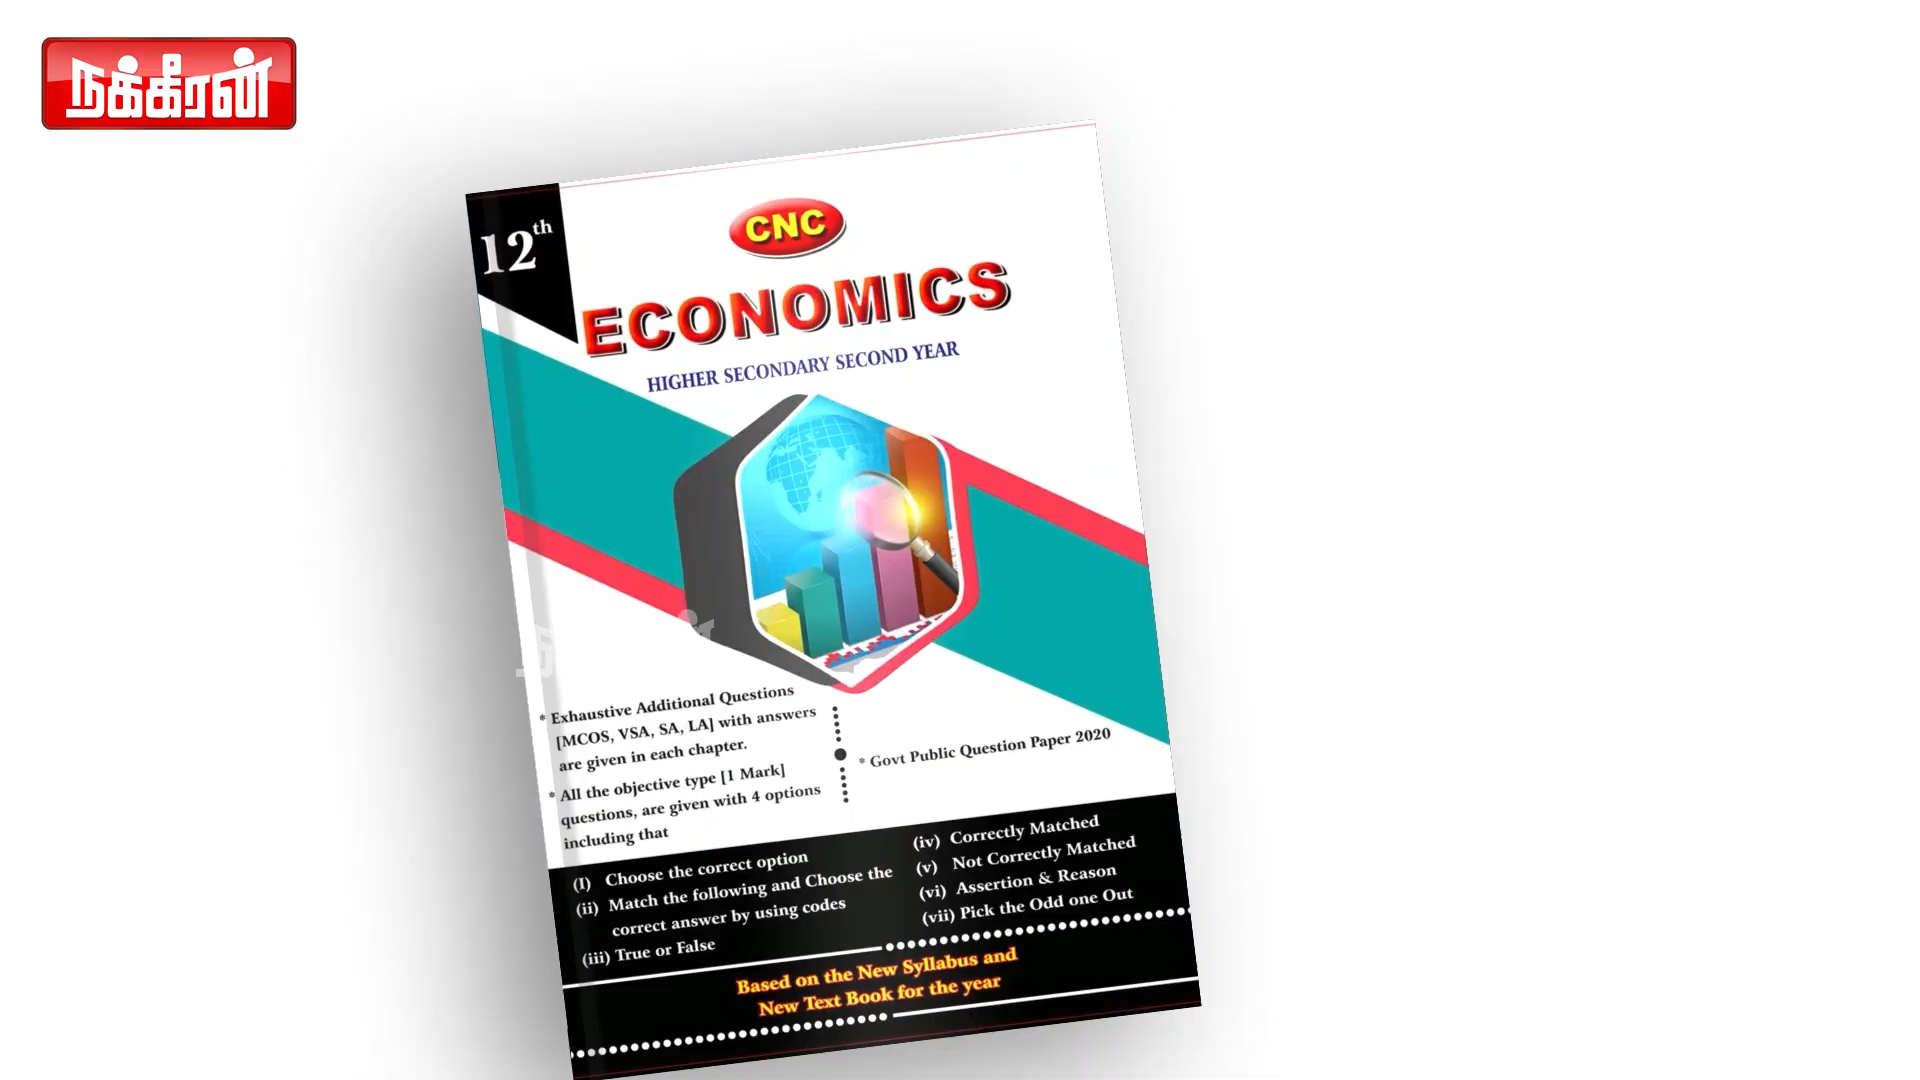 நக்கீரன்
12th
CNC
ECONOMICS
HIGHER SECONDARY SECOND YEAR
* Exhaustive Additional Questions
[MCOS, VSA, SA, LA] with answers
are given in each chapter.
* All the objective type [1 Mark]
questions, are given with 4 options
including that
* Govt Public Question Paper 2020
(I) Choose the correct option
(ii) Match the following and Choose the
correct answer by using codes
(iii) True or False
(iv) Correctly Matched
(v) Not Correctly Matched
(vi) Assertion & Reason
(vii) Pick the Odd one Out
Based on the New Syllabus and
New Text Book for the year